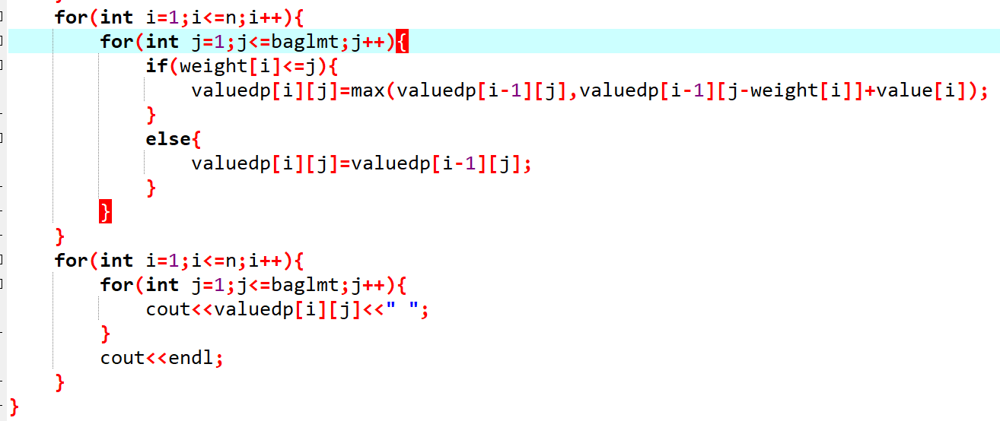 for(int i=1;i<=n;i++){
for(int j=1;j<=baglmt;j++){
if(weight[i]<=j){
valuedp[i][j]=max(valuedp[i-1][j],valuedp[i-1][j-weight[i]]+value[i]);
}
else{
valuedp[i][j]=valuedp[i-1][j];
}
}
}
for(int i=1;i<=n;i++){
for(int j=1;j<=baglmt;j++){
cout<<valuedp[i][j]<<" ";
}
cout<<endl;
}
}